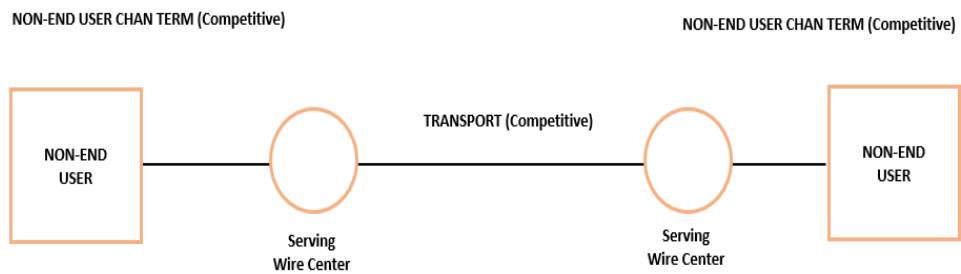 NON-END USER CHAN TERM (Competitive)
NON-END USER CHAN TERM (Competitive)
TRANSPORT (Competitive)
NON-END
USER
NON-END
USER
Serving
Wire Center
Serving
Wire Center